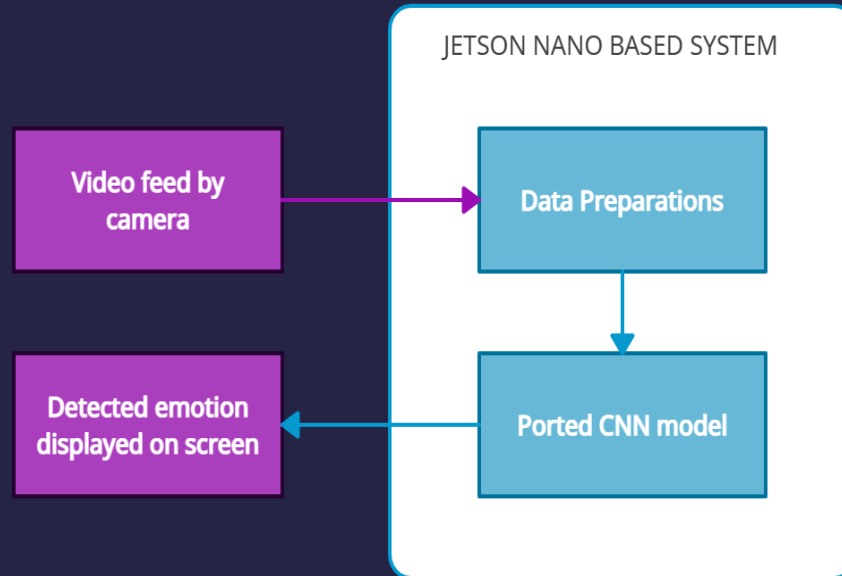 JETSON NANO BASED SYSTEM
Video feed by
camera
Data Preparations
Detected emotion
displayed on screen
Ported CNN model